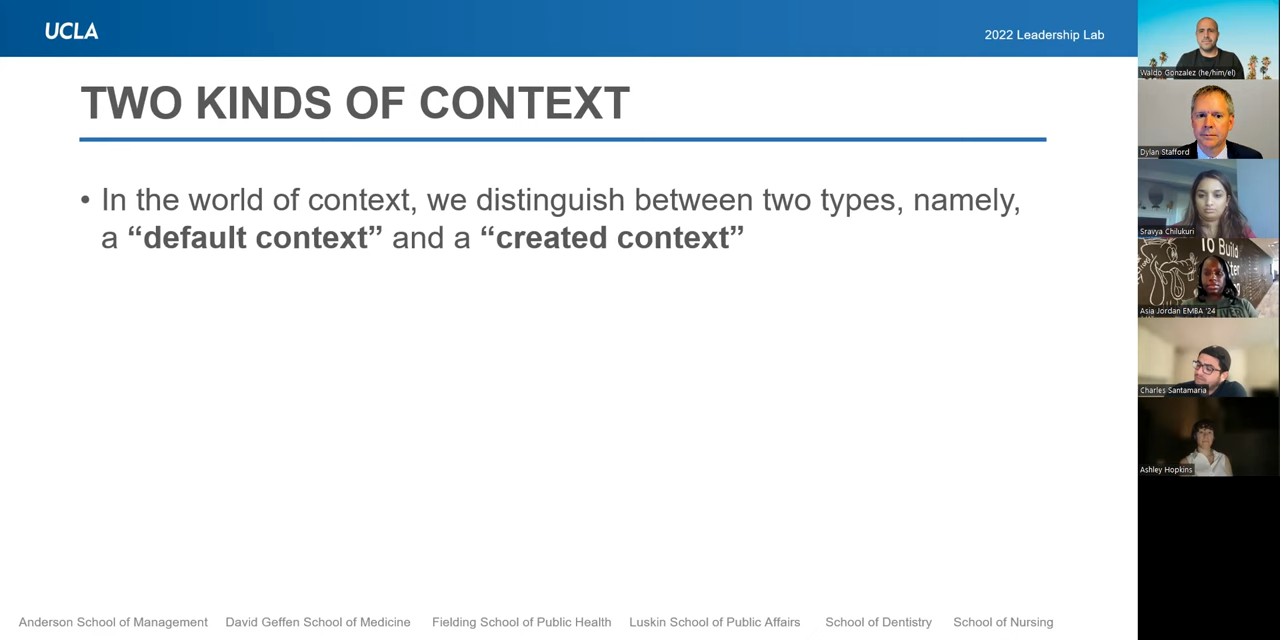 UCLA
2022 Leadership Lab
TWO KINDS OF CONTEXT
• In the world of context, we distinguish between two types, namely,
a “default context” and a “created context”
Anderson School of Management David Geffen School of Medicine Fielding School of Public Health Luskin School of Public Affairs School of Dentistry School of Nursing
Waldo Gonzalez (he/him/el)
Dylan Stafford
Sravya Chilukuri
To Build
Asia Jordan EMBA '24
Charles Santamaria
Ashley Hopkins